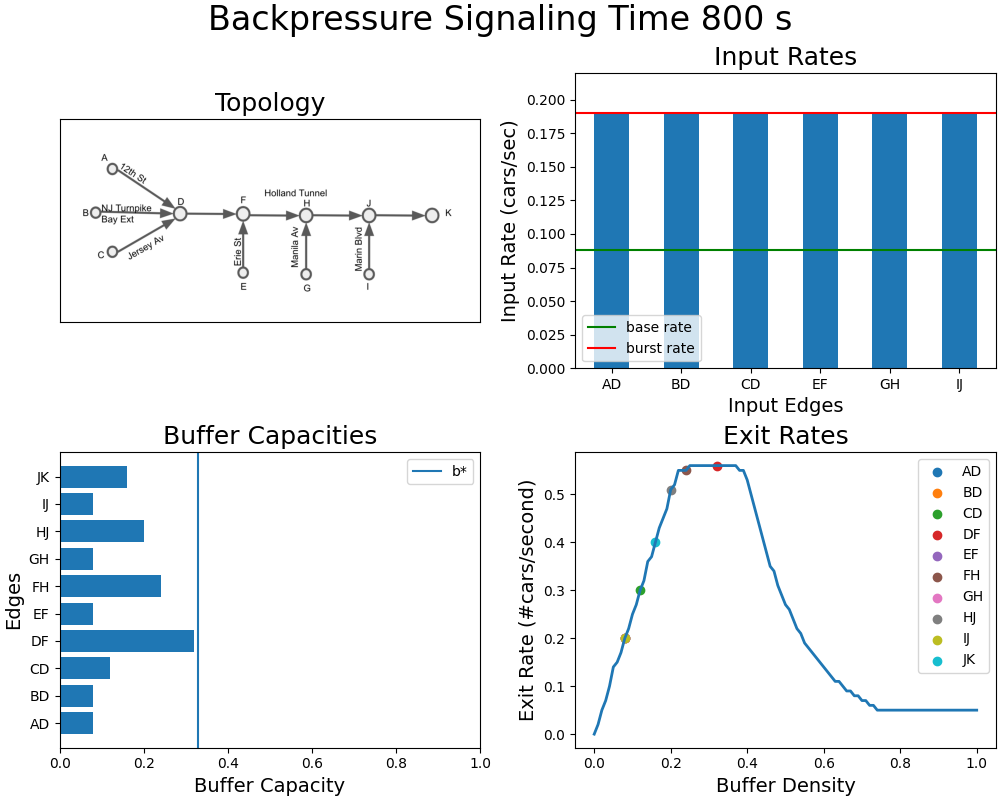 Backpressure Signaling Time 800 s
Topology
A
12th St
B
NJ Turnpike
Bay Ext
C
Jersey Av
D
F
Holland Tunnel
H
J
K
Erie St
Manila Av
Marin Blvd
E
G
I
Input Rates
Input Rate (cars/sec)
0.200
0.175
0.150
0.125
0.100
0.075
0.050
0.025
0.000
base rate
burst rate
AD BD CD EF GH IJ
Input Edges
Buffer Capacities
Edges
JK
IJ
HJ
GH
FH
EF
DF
CD
BD
AD
b*
0.0 0.2 0.4 0.6 0.8 1.0
Buffer Capacity
Exit Rates
Exit Rate (#cars/second)
0.5
0.4
0.3
0.2
0.1
0.0
AD
BD
CD
DF
EF
FH
GH
HJ
IJ
JK
0.0 0.2 0.4 0.6 0.8 1.0
Buffer Density